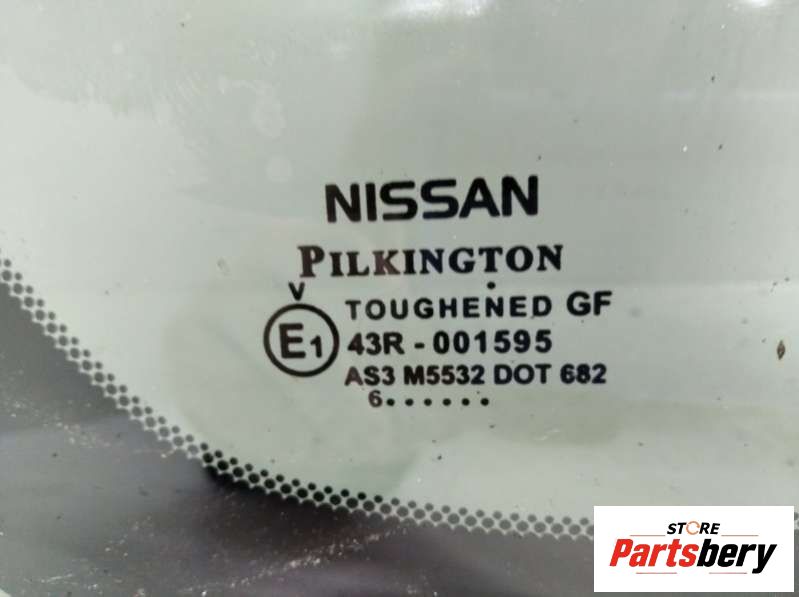 NISSAN
PILKINGTON
V
TOUGHENED GF
E1
43R - 001595
AS3 M5532 DOT 682
6......
STORE
Partsbery